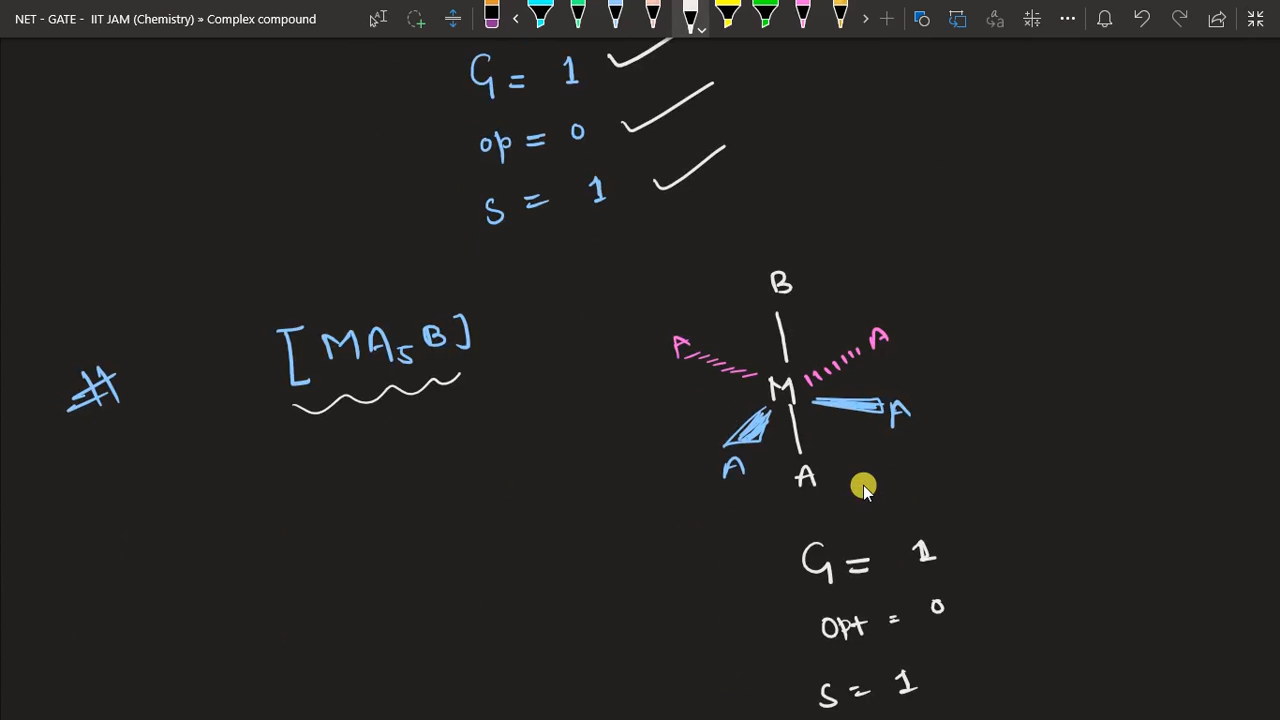 NET - GATE - IIT JAM (Chemistry) » Complex compound
G = 1
op = 0
S = 1
# [MA₅B]
B
A A
M
A
A A
G = 1
opt = 0
S = 1